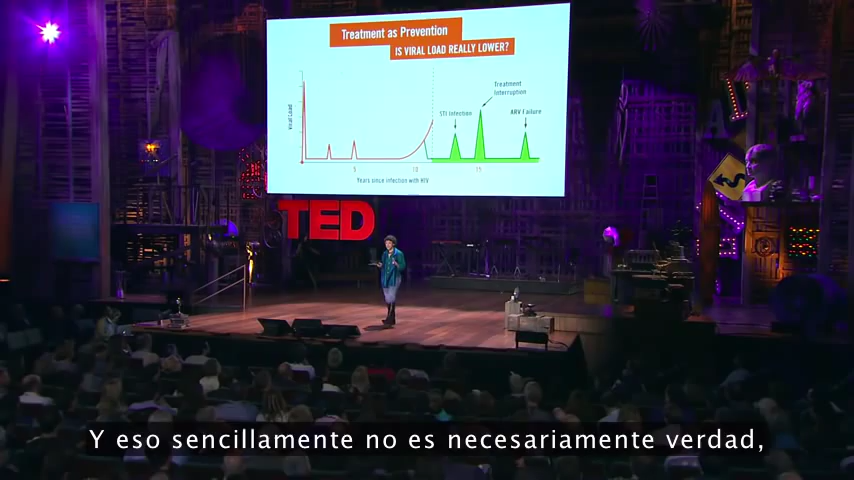 Treatment as Prevention
IS VIRAL LOAD REALLY LOWER?
Treatment
Interruption
STI Infection
ARV Failure
Viral Load
5
10
15
Years since infection with HIV
TED
Y eso sencillamente no es necesariamente verdad,